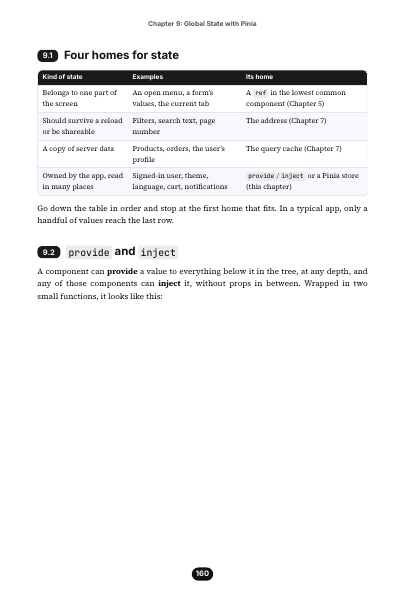 Chapter 9: Global State with Pinia
9.1 Four homes for state
Kind of state Examples Its home
Belongs to one part of An open menu, a form's A ref in the lowest common
the screen values, the current tab component (Chapter 5)
Should survive a reload Filters, search text, page The address (Chapter 7)
or be shareable number
A copy of server data Products, orders, the user's The query cache (Chapter 7)
profile
Owned by the app, read Signed-in user, theme, provide / inject or a Pinia store
in many places language, cart, notifications (this chapter)
Go down the table in order and stop at the first home that fits. In a typical app, only a
handful of values reach the last row.
9.2 provide and inject
A component can provide a value to everything below it in the tree, at any depth, and
any of those components can inject it, without props in between. Wrapped in two
small functions, it looks like this:
160